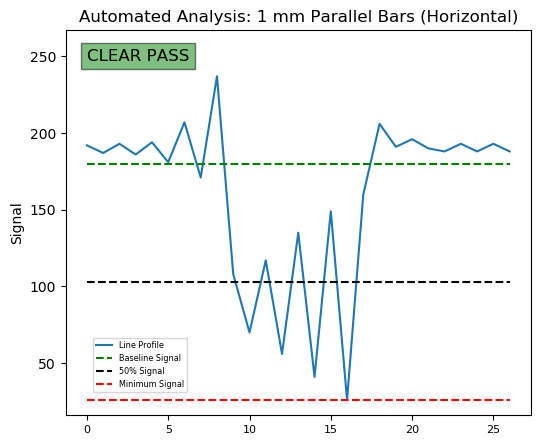 Automated Analysis: 1 mm Parallel Bars (Horizontal)
CLEAR PASS
250
200
150
100
50
Signal
Line Profile
Baseline Signal
50% Signal
Minimum Signal
0 5 10 15 20 25